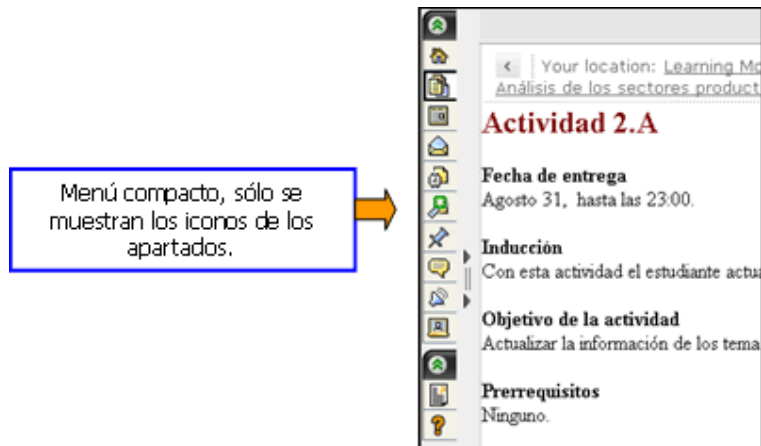 Menú compacto, sólo se
muestran los iconos de los
apartados.
Your location: Learning Mo
Análisis de los sectores product
Actividad 2.A
Fecha de entrega
Agosto 31, hasta las 23:00.
Inducción
Con esta actividad el estudiante actua
Objetivo de la actividad
Actualizar la información de los tema
Prerrequisitos
Ninguno.